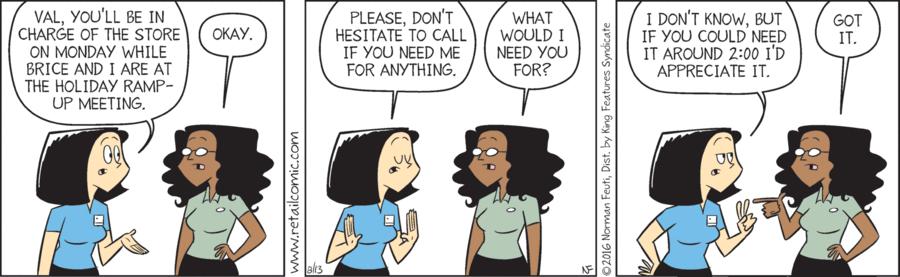 VAL, YOU'LL BE IN
CHARGE OF THE STORE
ON MONDAY WHILE
BRICE AND I ARE AT
THE HOLIDAY RAMP-
UP MEETING.
OKAY.
www.retailcomic.com
PLEASE, DON'T
HESITATE TO CALL
IF YOU NEED ME
FOR ANYTHING.
WHAT
WOULD I
NEED YOU
FOR?
8/13
NF
©2016 Norman Feuti, Dist. by King Features Syndicate
I DON'T KNOW, BUT
IF YOU COULD NEED
IT AROUND 2:00 I'D
APPRECIATE IT.
GOT
IT.